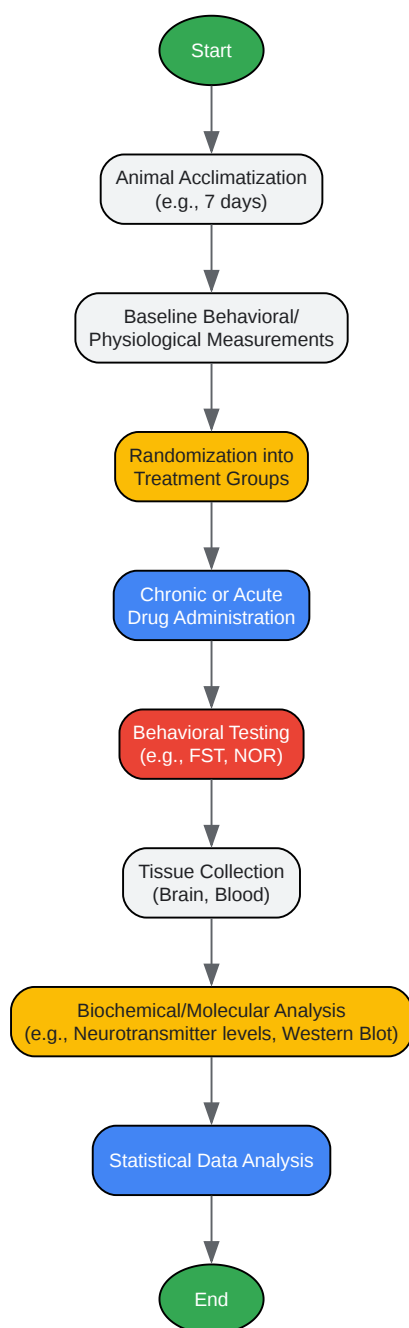 Start
Animal Acclimatization
(e.g., 7 days)
Baseline Behavioral/
Physiological Measurements
Randomization into
Treatment Groups
Chronic or Acute
Drug Administration
Behavioral Testing
(e.g., FST, NOR)
Tissue Collection
(Brain, Blood)
Biochemical/Molecular Analysis
(e.g., Neurotransmitter levels, Western Blot)
Statistical Data Analysis
End